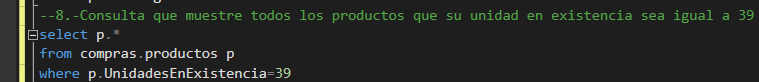 --8.-Consulta que muestre todos los productos que su unidad en existencia sea igual a 39
select p.*
from compras.productos p
where p.UnidadesEnExistencia=39